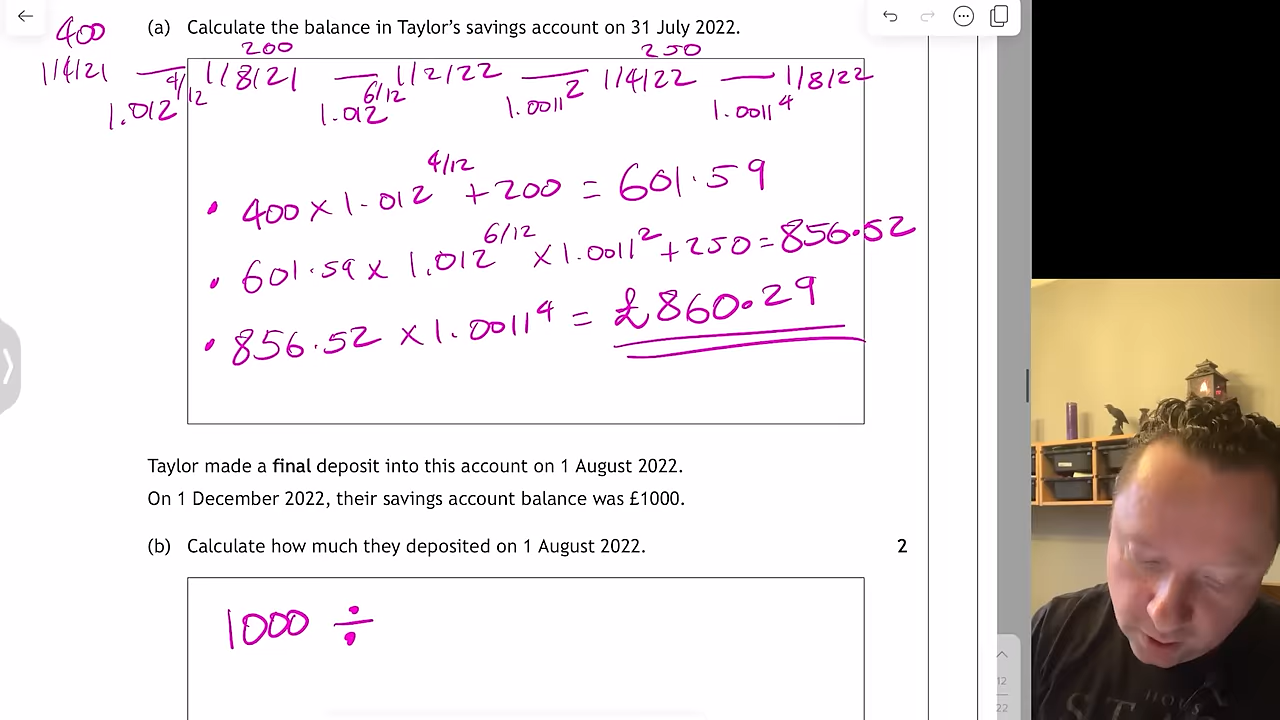 (a) Calculate the balance in Taylor's savings account on 31 July 2022.
400 200 250
1/4/21 — 1/8/21 — 1/2/22 — 1/4/22 — 1/8/22
1.012^4/12 1.012^6/12 1.0011^2 1.0011^4
• 400 × 1.012^4/12 + 200 = 601.59
• 601.59 × 1.012^6/12 × 1.0011^2 + 250 = 856.52
• 856.52 × 1.0011^4 = £860.29
Taylor made a final deposit into this account on 1 August 2022.
On 1 December 2022, their savings account balance was £1000.
(b) Calculate how much they deposited on 1 August 2022. 2
1000 ÷
12
22